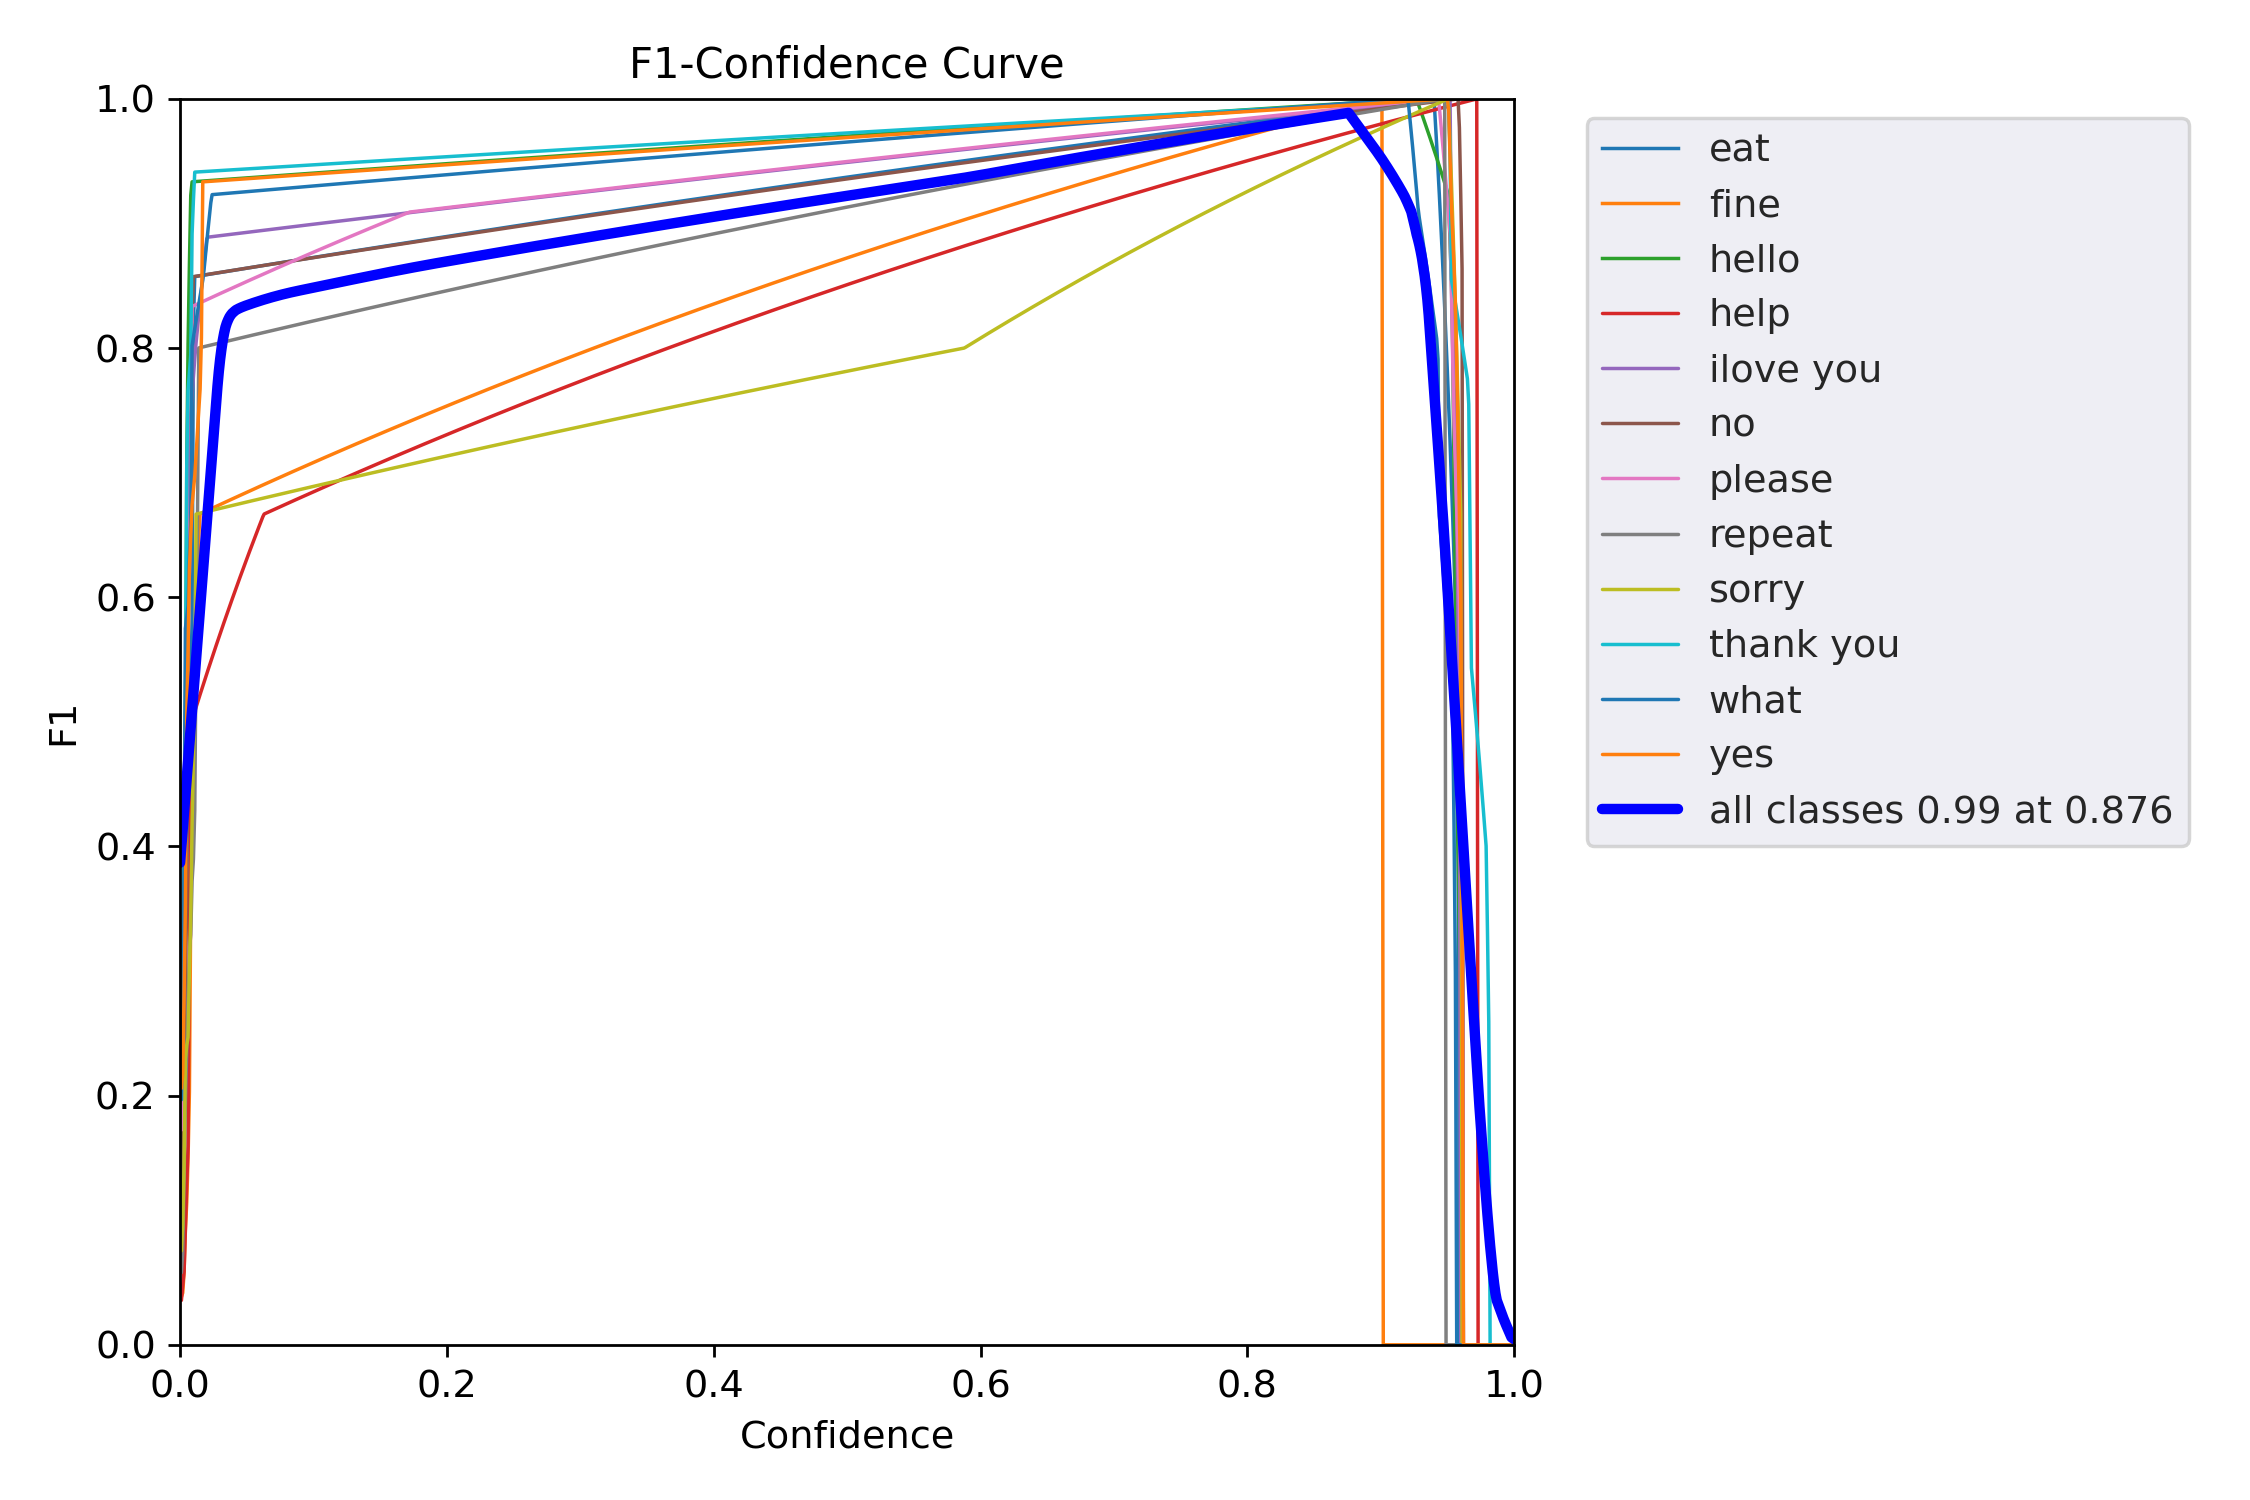 F1-Confidence Curve
1.0
0.8
0.6
0.4
0.2
0.0
F1
0.0 0.2 0.4 0.6 0.8 1.0
Confidence
eat
fine
hello
help
ilove you
no
please
repeat
sorry
thank you
what
yes
all classes 0.99 at 0.876